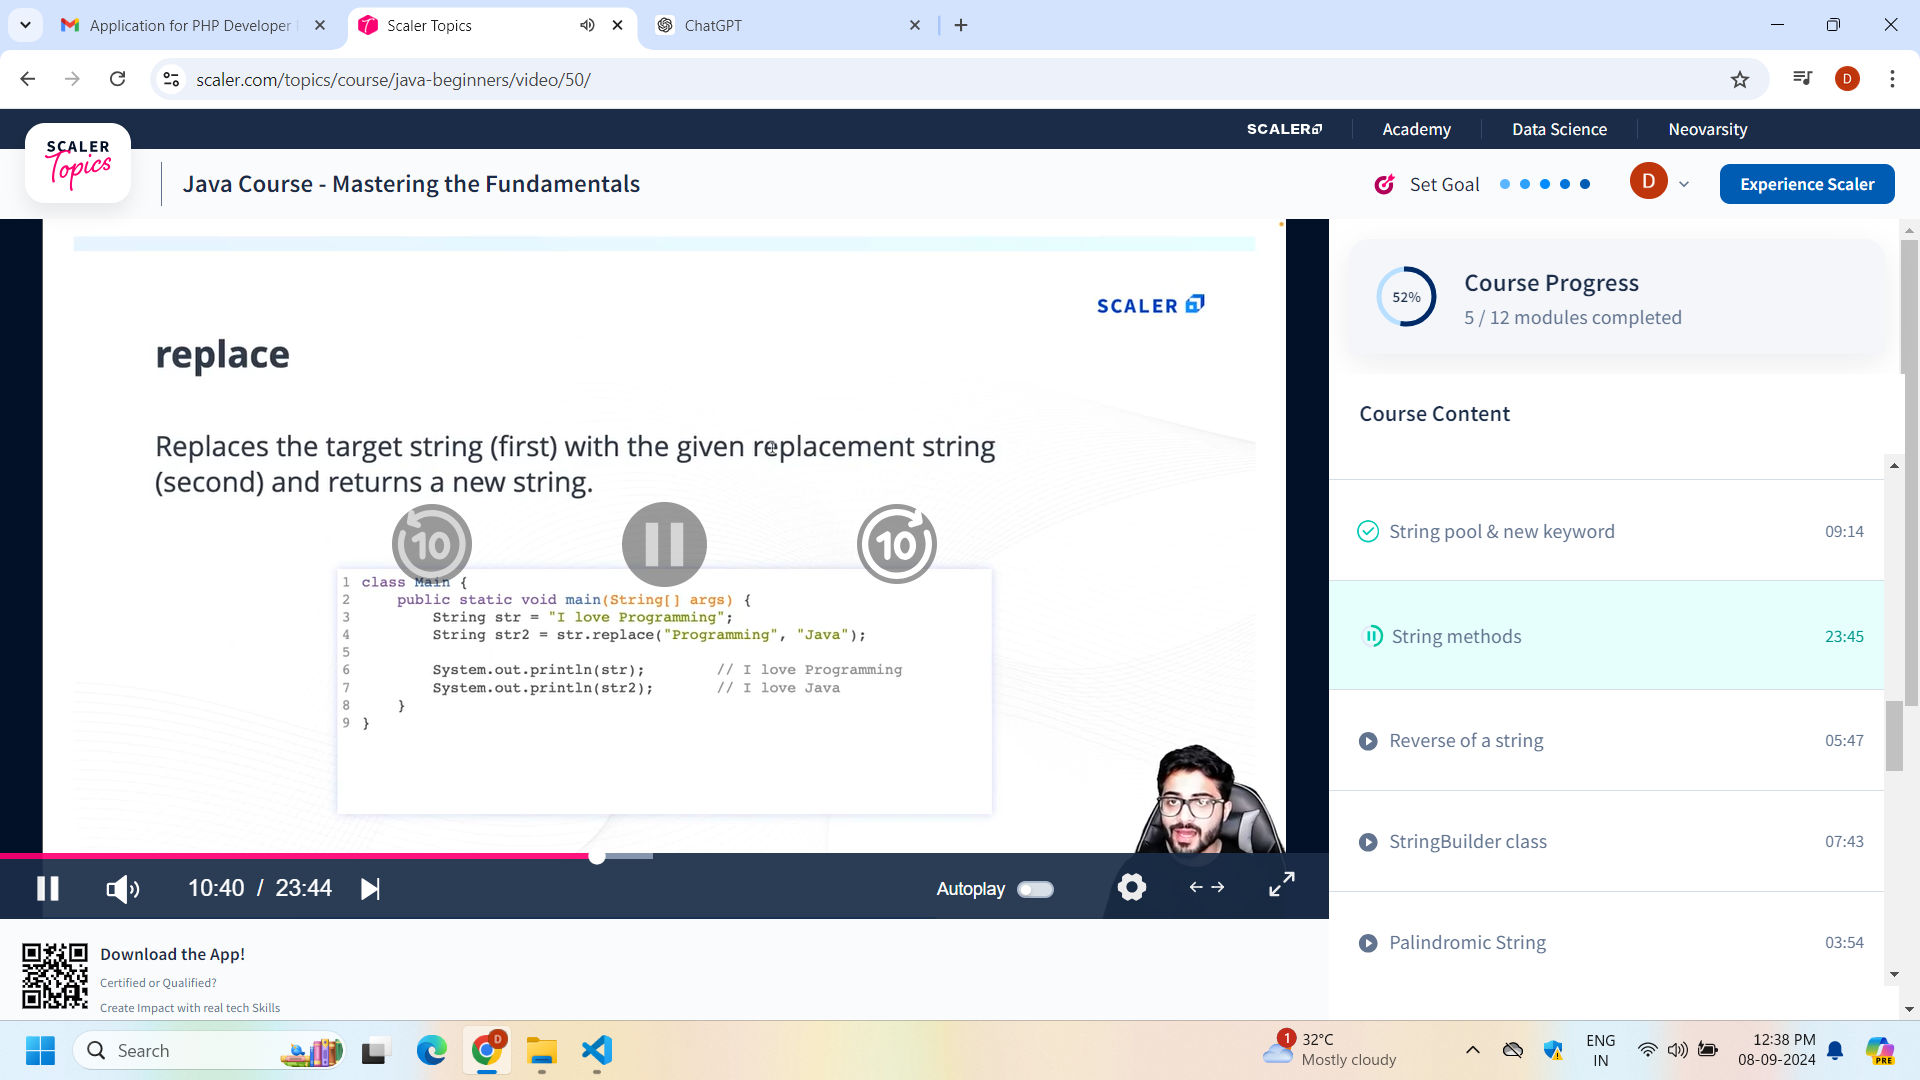 Application for PHP Developer
Scaler Topics
ChatGPT
scaler.com/topics/course/java-beginners/video/50/
D
SCALER
Academy
Data Science
Neovarsity
SCALER
Topics
Java Course - Mastering the Fundamentals
Set Goal
D
Experience Scaler
SCALER
replace
Replaces the target string (first) with the given replacement string
(second) and returns a new string.
10
10
1 class Main {
2 public static void main(String[] args) {
3 String str = "I love Programming";
4 String str2 = str.replace("Programming", "Java");
5
6 System.out.println(str); // I love Programming
7 System.out.println(str2); // I love Java
8 }
9 }
10:40 / 23:44
Autoplay
52%
Course Progress
5 / 12 modules completed
Course Content
String pool & new keyword 09:14
String methods 23:45
Reverse of a string 05:47
StringBuilder class 07:43
Palindromic String 03:54
Download the App!
Certified or Qualified?
Create Impact with real tech Skills
Search
D
1
32°C
Mostly cloudy
ENG
IN
12:38 PM
08-09-2024
PRE